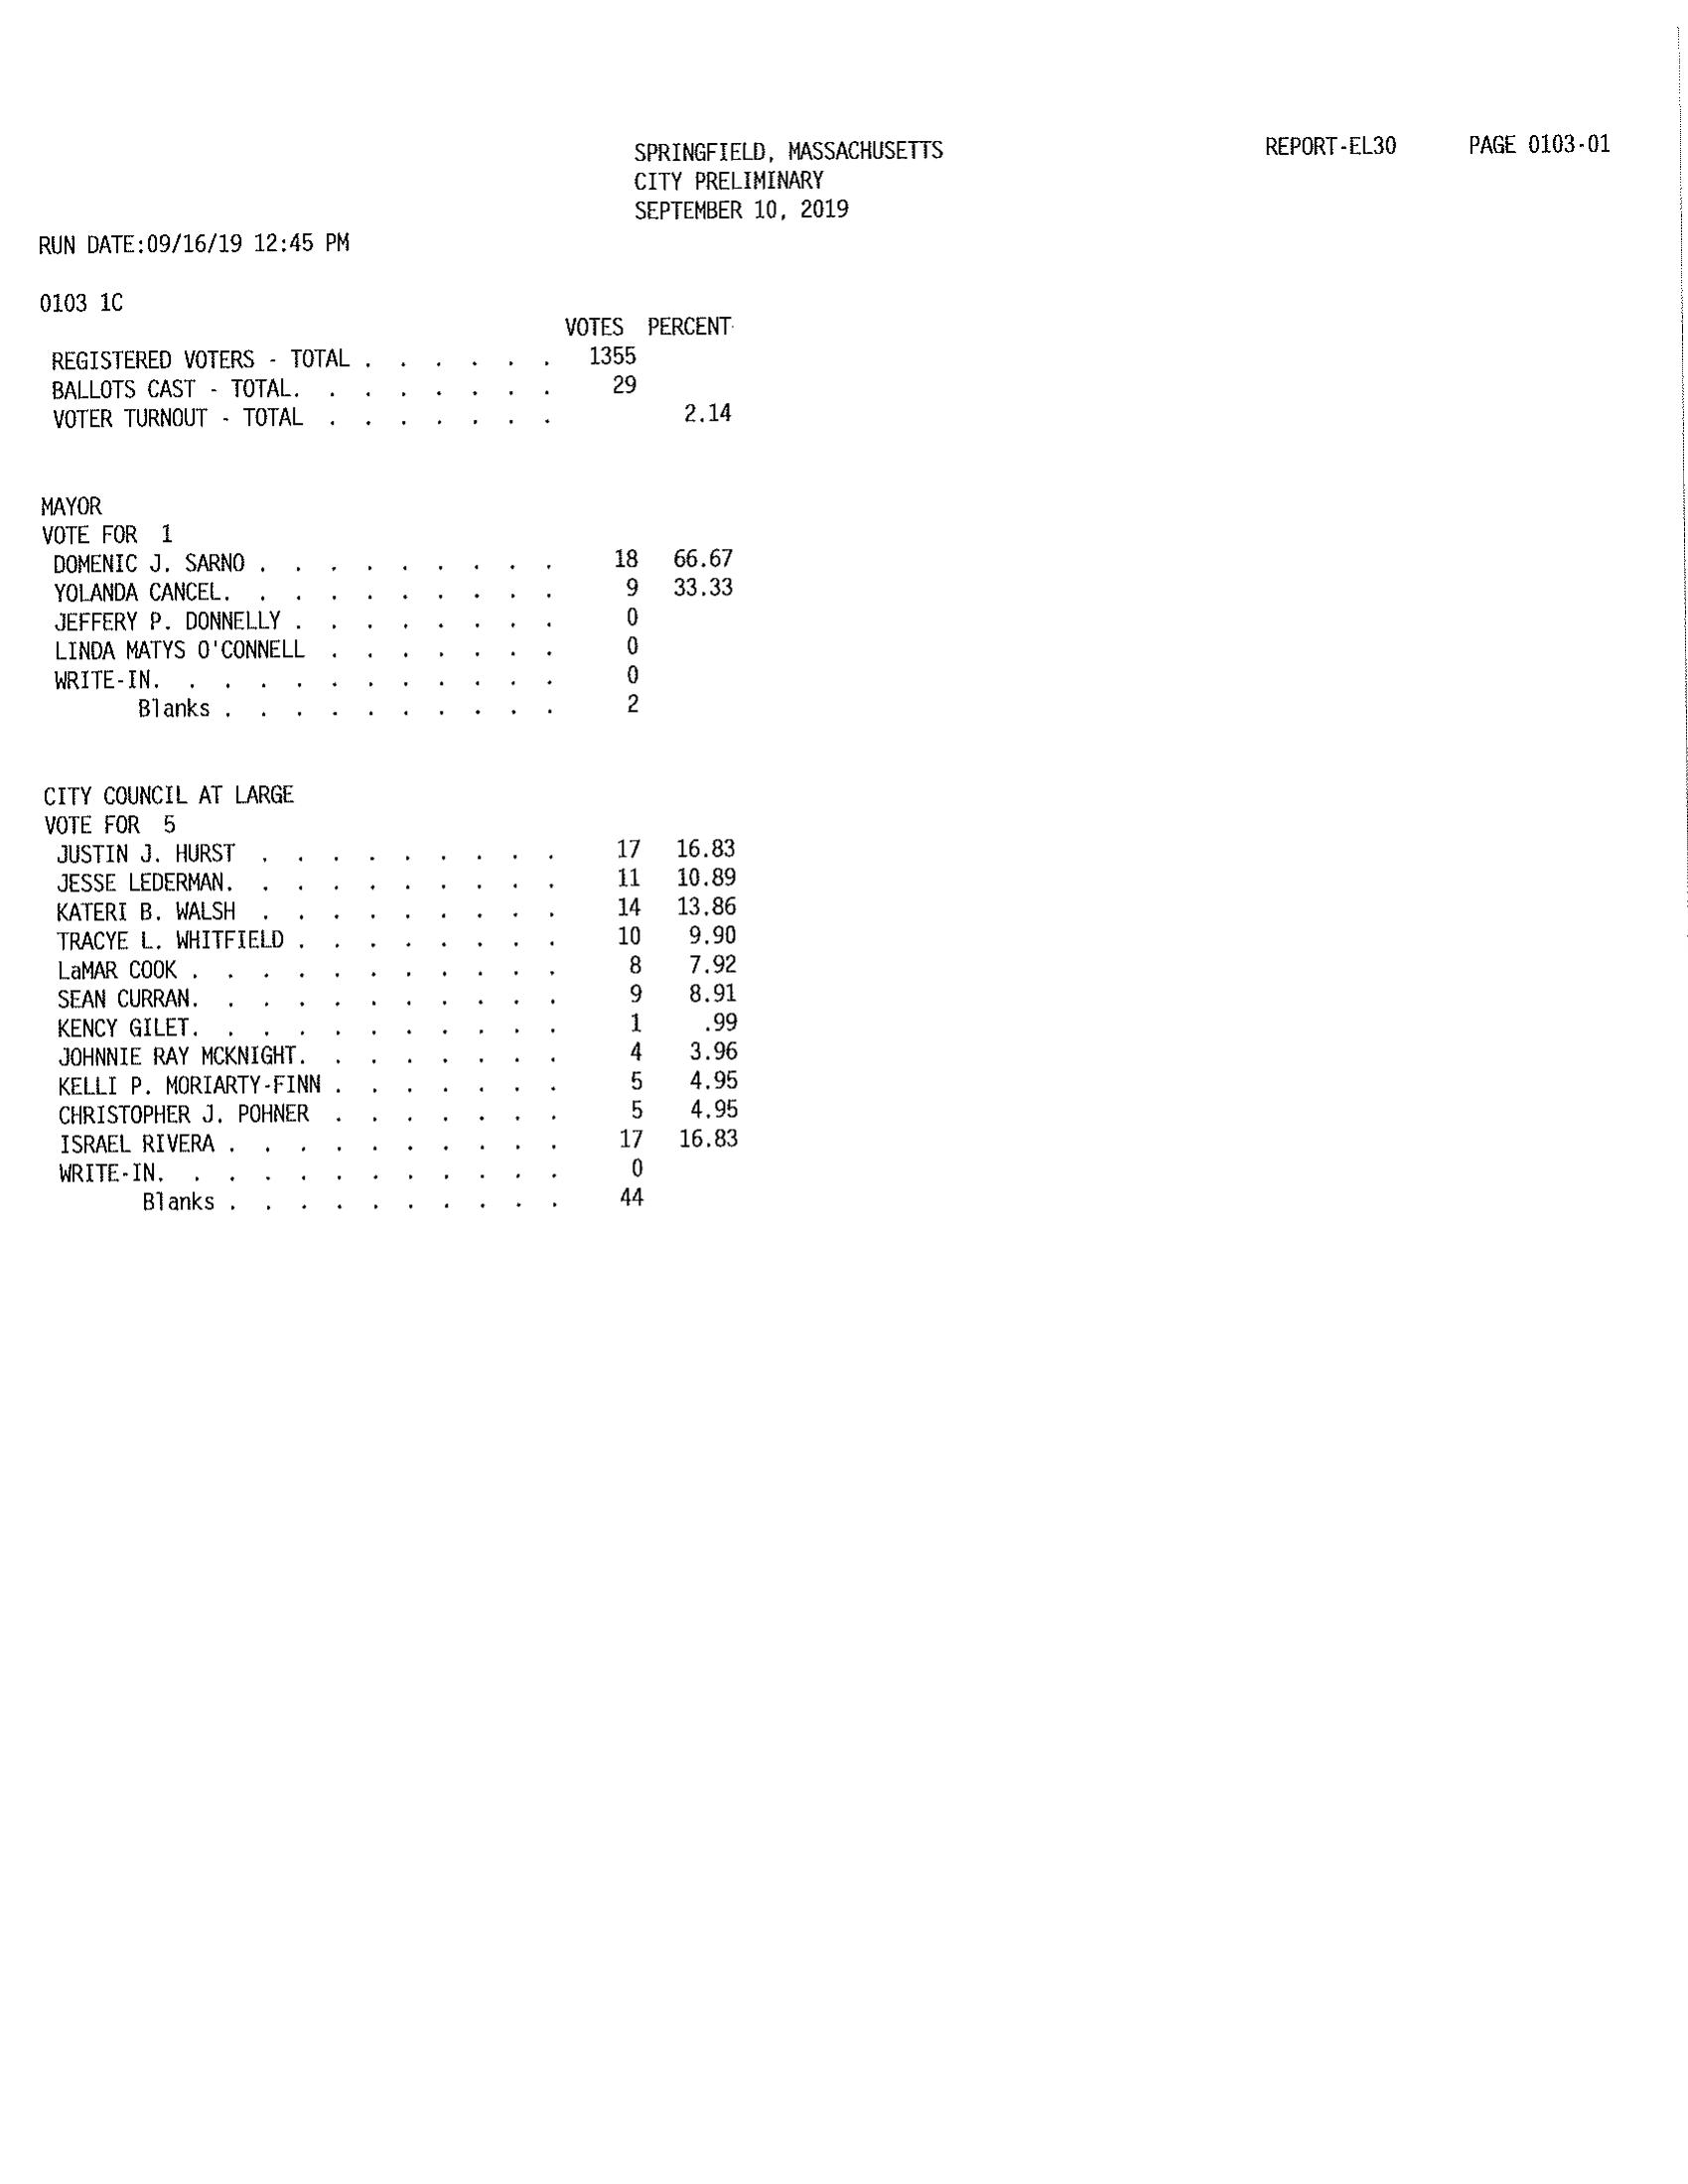 SPRINGFIELD, MASSACHUSETTS REPORT-EL30 PAGE 0103-01
CITY PRELIMINARY
SEPTEMBER 10, 2019
RUN DATE:09/16/19 12:45 PM
0103 1C
VOTES PERCENT
REGISTERED VOTERS - TOTAL . . . . . . 1355
BALLOTS CAST - TOTAL. . . . . . . . 29
VOTER TURNOUT - TOTAL . . . . . . . 2.14
MAYOR
VOTE FOR 1
DOMENIC J. SARNO . . . . . . . . . 18 66.67
YOLANDA CANCEL. . . . . . . . . . 9 33.33
JEFFERY P. DONNELLY . . . . . . . . 0
LINDA MATYS O'CONNELL . . . . . . . 0
WRITE-IN. . . . . . . . . . . . 0
Blanks . . . . . . . . . . 2
CITY COUNCIL AT LARGE
VOTE FOR 5
JUSTIN J. HURST . . . . . . . . . 17 16.83
JESSE LEDERMAN. . . . . . . . . . 11 10.89
KATERI B. WALSH . . . . . . . . . 14 13.86
TRACYE L. WHITFIELD . . . . . . . . 10 9.90
LaMAR COOK . . . . . . . . . . . 8 7.92
SEAN CURRAN. . . . . . . . . . . 9 8.91
KENCY GILET. . . . . . . . . . . 1 .99
JOHNNIE RAY MCKNIGHT. . . . . . . . 4 3.96
KELLI P. MORIARTY-FINN . . . . . . . 5 4.95
CHRISTOPHER J. POHNER . . . . . . . 5 4.95
ISRAEL RIVERA . . . . . . . . . . 17 16.83
WRITE-IN. . . . . . . . . . . . 0
Blanks . . . . . . . . . . 44